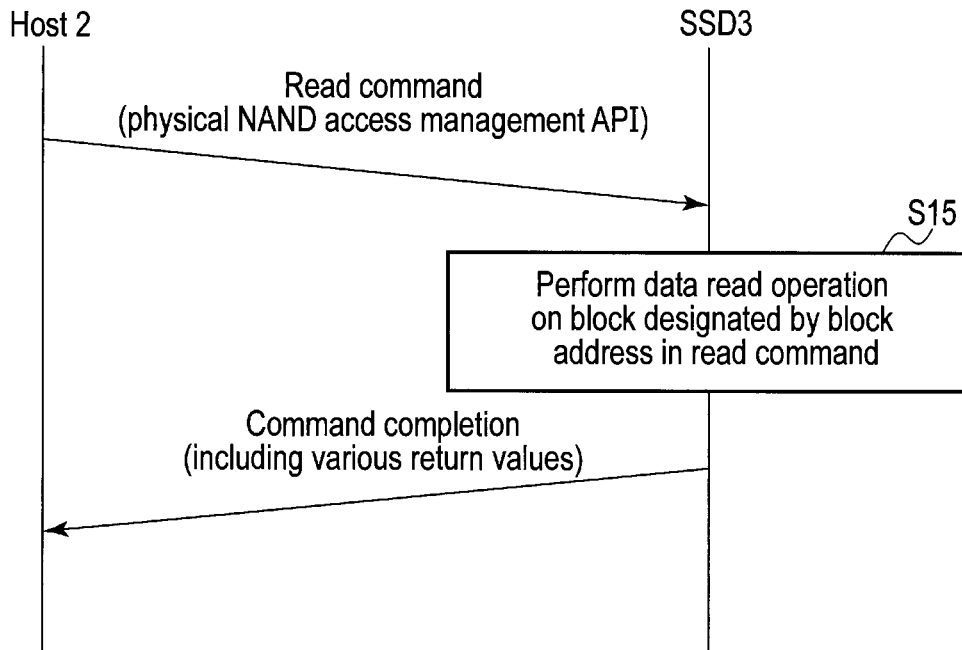 Host 2
SSD3
Read command
(physical NAND access management API)
S15
Perform data read operation
on block designated by block
address in read command
Command completion
(including various return values)